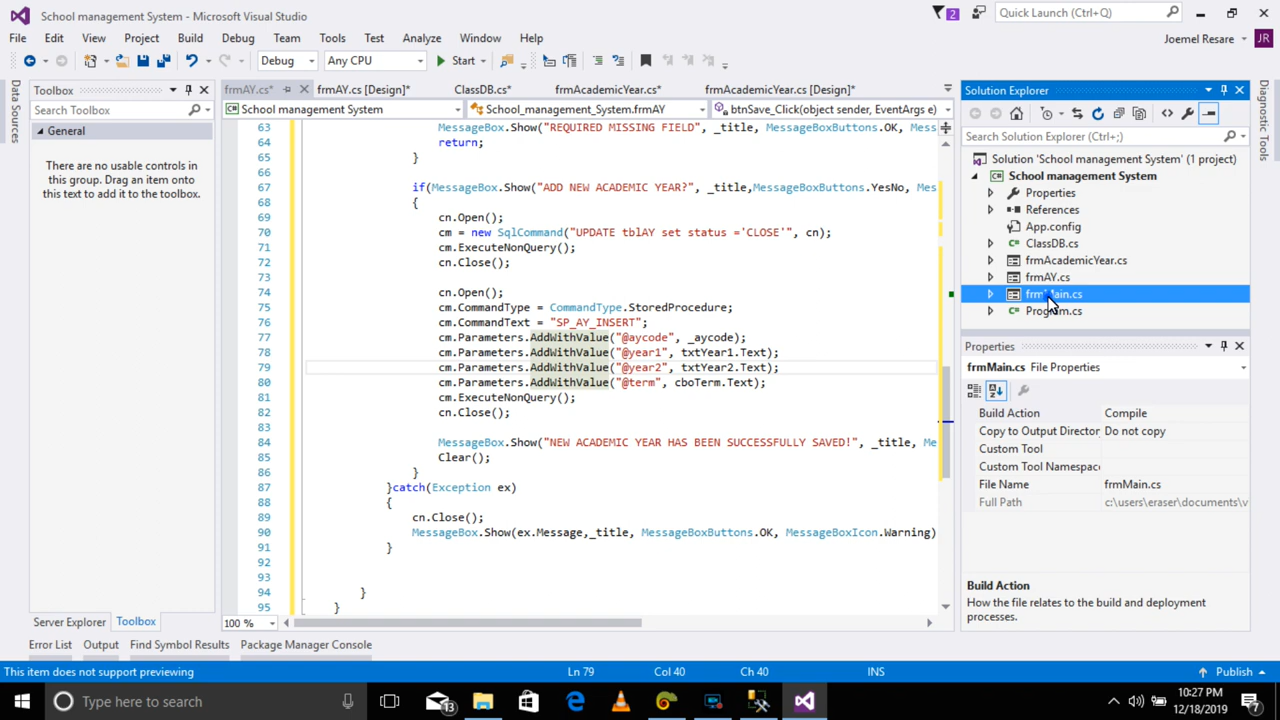 School management System - Microsoft Visual Studio
2
Quick Launch (Ctrl+Q)
File Edit View Project Build Debug Team Tools Test Analyze Window Help
Joemel Resare JR
Debug Any CPU Start
Data Sources
Toolbox
Search Toolbox
General
There are no usable controls in
this group. Drag an item onto
this text to add it to the toolbox.
Server Explorer Toolbox
frmAY.cs* frmAY.cs [Design]* ClassDB.cs* frmAcademicYear.cs* frmAcademicYear.cs [Design]*
School management System School_management_System.frmAY btnSave_Click(object sender, EventArgs e)
63 MessageBox.Show("REQUIRED MISSING FIELD", _title, MessageBoxButtons.OK, Mess
64 return;
65 }
66
67 if(MessageBox.Show("ADD NEW ACADEMIC YEAR?", _title,MessageBoxButtons.YesNo, Mes
68 {
69 cn.Open();
70 cm = new SqlCommand("UPDATE tblAY set status ='CLOSE'", cn);
71 cm.ExecuteNonQuery();
72 cn.Close();
73
74 cn.Open();
75 cm.CommandType = CommandType.StoredProcedure;
76 cm.CommandText = "SP_AY_INSERT";
77 cm.Parameters.AddWithValue("@aycode", _aycode);
78 cm.Parameters.AddWithValue("@year1", txtYear1.Text);
79 cm.Parameters.AddWithValue("@year2", txtYear2.Text);
80 cm.Parameters.AddWithValue("@term", cboTerm.Text);
81 cm.ExecuteNonQuery();
82 cn.Close();
83
84 MessageBox.Show("NEW ACADEMIC YEAR HAS BEEN SUCCESSFULLY SAVED!", _title, Me
85 Clear();
86 }
87 }catch(Exception ex)
88 {
89 cn.Close();
90 MessageBox.Show(ex.Message,_title, MessageBoxButtons.OK, MessageBoxIcon.Warning)
91 }
92
93
94 }
95 }
100 %
Solution Explorer
Search Solution Explorer (Ctrl+;)
Solution 'School management System' (1 project)
School management System
Properties
References
App.config
ClassDB.cs
frmAcademicYear.cs
frmAY.cs
frmMain.cs
Program.cs
Properties
frmMain.cs File Properties
Build Action Compile
Copy to Output Director Do not copy
Custom Tool
Custom Tool Namespace
File Name frmMain.cs
Full Path c:\users\eraser\documents\v
Build Action
How the file relates to the build and deployment
processes.
Diagnostic Tools
Error List Output Find Symbol Results Package Manager Console
This item does not support previewing Ln 79 Col 40 Ch 40 INS Publish
Type here to search 13
10:27 PM
12/18/2019
7